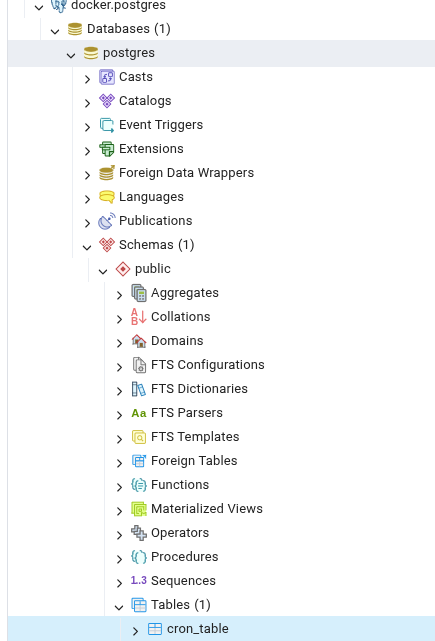 docker.postgres
Databases (1)
postgres
Casts
Catalogs
Event Triggers
Extensions
Foreign Data Wrappers
Languages
Publications
Schemas (1)
public
Aggregates
Collations
Domains
FTS Configurations
FTS Dictionaries
Aa FTS Parsers
FTS Templates
Foreign Tables
Functions
Materialized Views
Operators
Procedures
1..3 Sequences
Tables (1)
cron_table